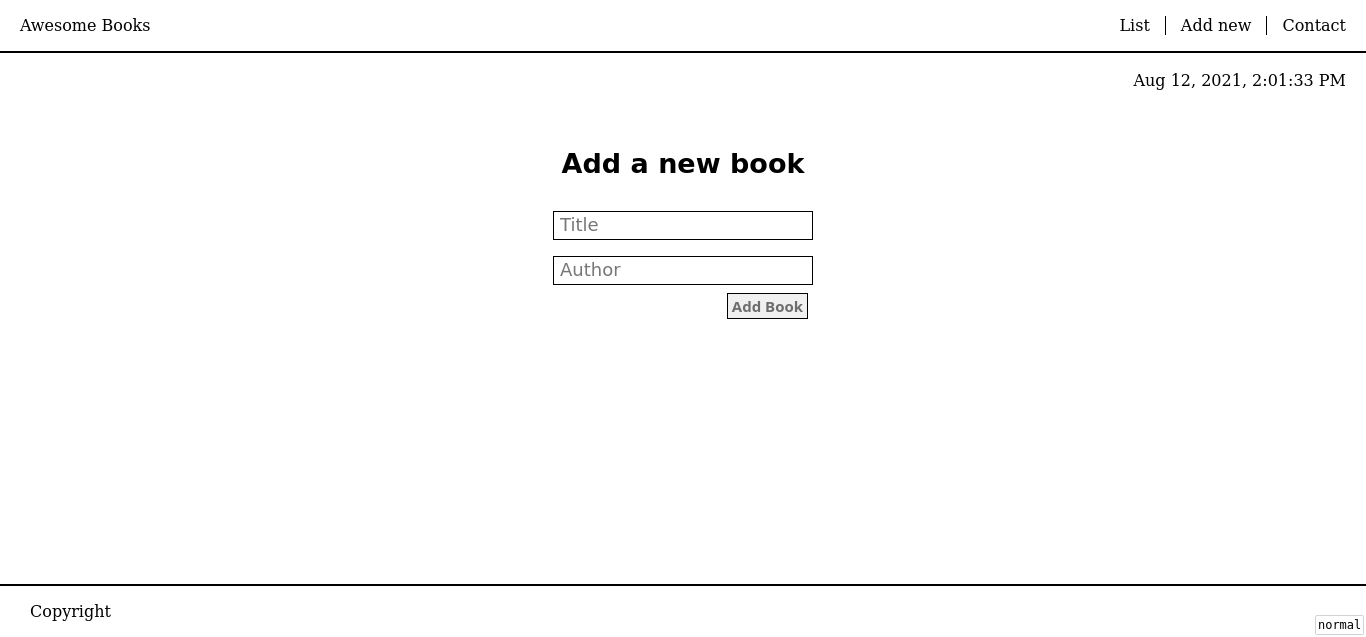 Awesome Books
List
Add new
Contact
Aug 12, 2021, 2:01:33 PM
Add a new book
Title
Author
Add Book
Copyright
normal